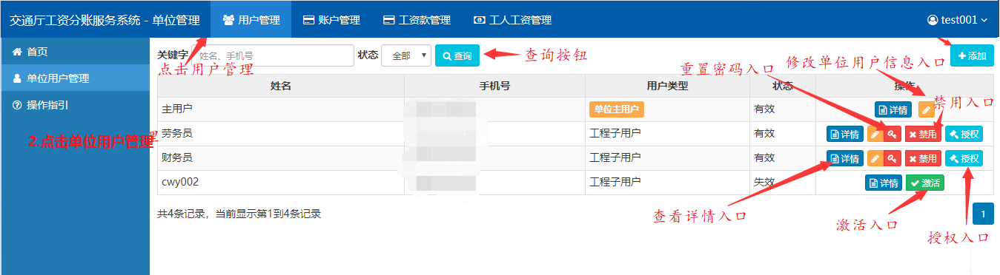 交通厅工资分账服务系统 - 单位管理 用户管理 账户管理 工资款管理 工人工资管理 test001
首页
单位用户管理
操作指引
2.点击单位用户管理
关键字 姓名、手机号 状态 全部 查询 查询按钮 添加
点击用户管理
重置密码入口 修改单位用户信息入口
姓名 手机号 用户类型 状态 操作
禁用入口
主用户 单位主用户 有效 详情
劳务员 工程子用户 有效 详情 禁用 授权
财务员 工程子用户 有效 详情 禁用 授权
cwy002 工程子用户 失效 详情 激活
共4条记录，当前显示第1到4条记录 1
查看详情入口
激活入口
授权入口